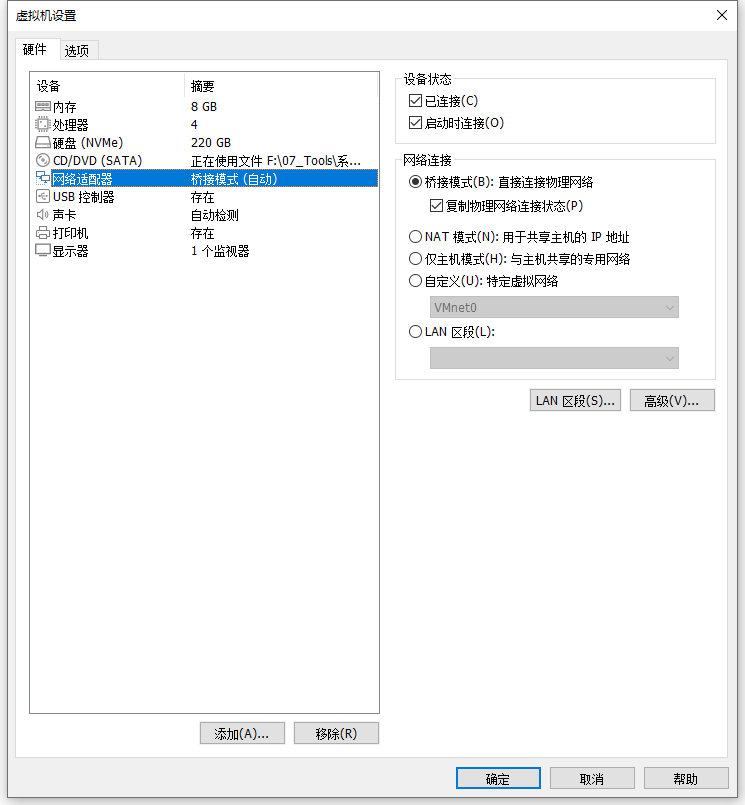 虚拟机设置
硬件 选项
设备 摘要
内存 8 GB
处理器 4
硬盘 (NVMe) 220 GB
CD/DVD (SATA) 正在使用文件 F:\07_Tools\系...
网络适配器 桥接模式 (自动)
USB 控制器 存在
声卡 自动检测
打印机 存在
显示器 1 个监视器
添加(A)... 移除(R)
设备状态
已连接(C)
启动时连接(O)
网络连接
桥接模式(B): 直接连接物理网络
复制物理网络连接状态(P)
NAT 模式(N): 用于共享主机的 IP 地址
仅主机模式(H): 与主机共享的专用网络
自定义(U): 特定虚拟网络
VMnet0
LAN 区段(L):
LAN 区段(S)... 高级(V)...
确定 取消 帮助